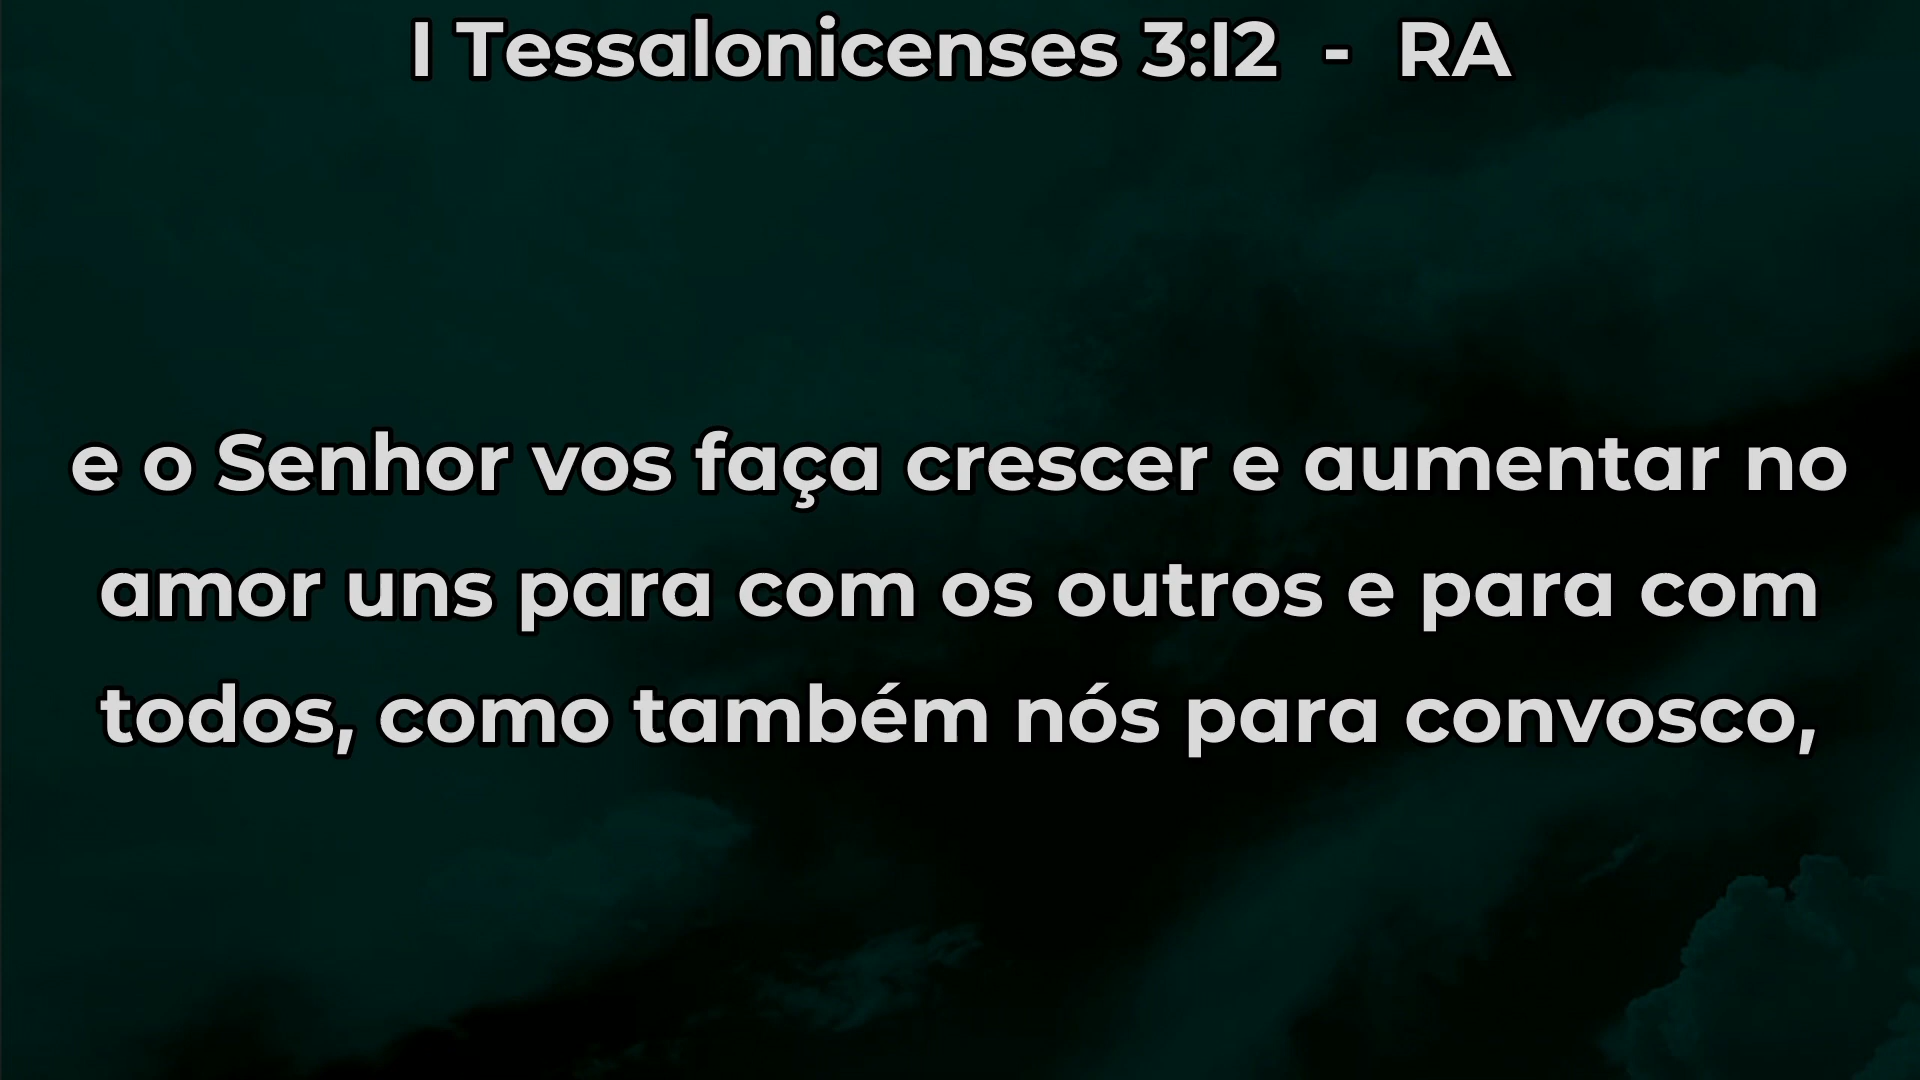 I Tessalonicenses 3:12 - RA
e o Senhor vos faça crescer e aumentar no
amor uns para com os outros e para com
todos, como também nós para convosco,